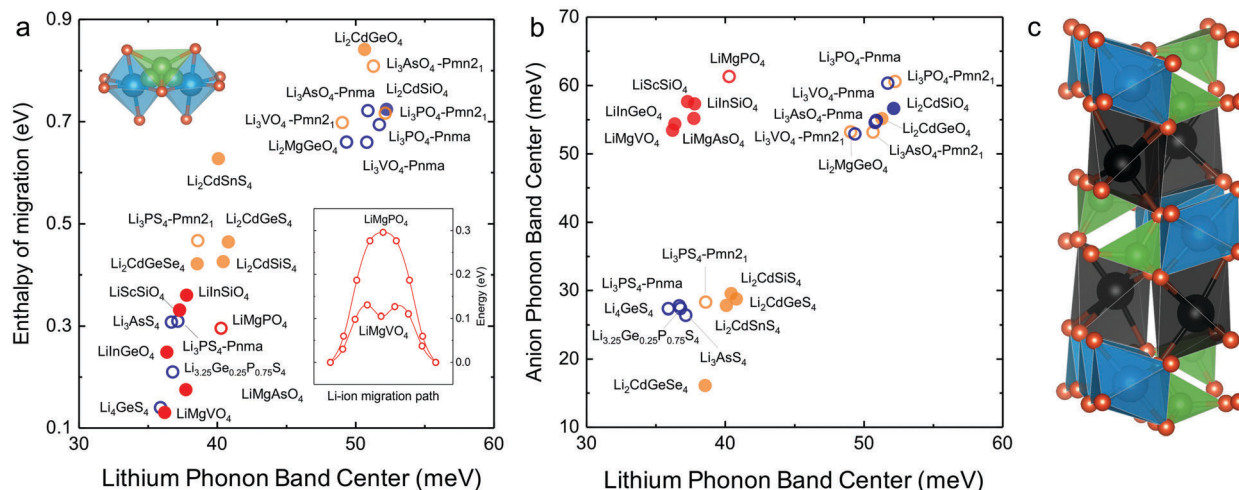 a
Enthalpy of migration (eV)
0.9
0.7
0.5
0.3
0.1
Li₂CdGeO₄
Li₃AsO₄-Pmn2₁
Li₃AsO₄-Pnma
Li₂CdSiO₄
Li₃VO₄-Pmn2₁
Li₃PO₄-Pmn2₁
Li₂MgGeO₄
Li₃PO₄-Pnma
Li₃VO₄-Pnma
Li₂CdSnS₄
Li₃PS₄-Pmn2₁
Li₂CdGeS₄
Li₂CdGeSe₄
Li₂CdSiS₄
LiScSiO₄
LiInSiO₄
Li₃AsS₄
LiMgPO₄
Li₃PS₄-Pnma
LiInGeO₄
Li₃.₂₅Ge₀.₂₅P₀.₇₅S₄
LiMgAsO₄
Li₄GeS₄
LiMgVO₄
LiMgPO₄
LiMgVO₄
0.3
0.2
0.1
0.0
Energy (eV)
Li-ion migration path
30
40
50
60
Lithium Phonon Band Center (meV)
b
Anion Phonon Band Center (meV)
70
60
50
40
30
20
10
LiMgPO₄
LiScSiO₄
LiInSiO₄
LiInGeO₄
LiMgVO₄
LiMgAsO₄
Li₃PO₄-Pnma
Li₃PO₄-Pmn2₁
Li₃VO₄-Pnma
Li₂CdSiO₄
Li₃AsO₄-Pnma
Li₃VO₄-Pmn2₁
Li₂CdGeO₄
Li₂MgGeO₄
Li₃AsO₄-Pmn2₁
Li₃PS₄-Pmn2₁
Li₃PS₄-Pnma
Li₂CdSiS₄
Li₄GeS₄
Li₂CdGeS₄
Li₃.₂₅Ge₀.₂₅P₀.₇₅S₄
Li₂CdSnS₄
Li₃AsS₄
Li₂CdGeSe₄
30
40
50
60
Lithium Phonon Band Center (meV)
c